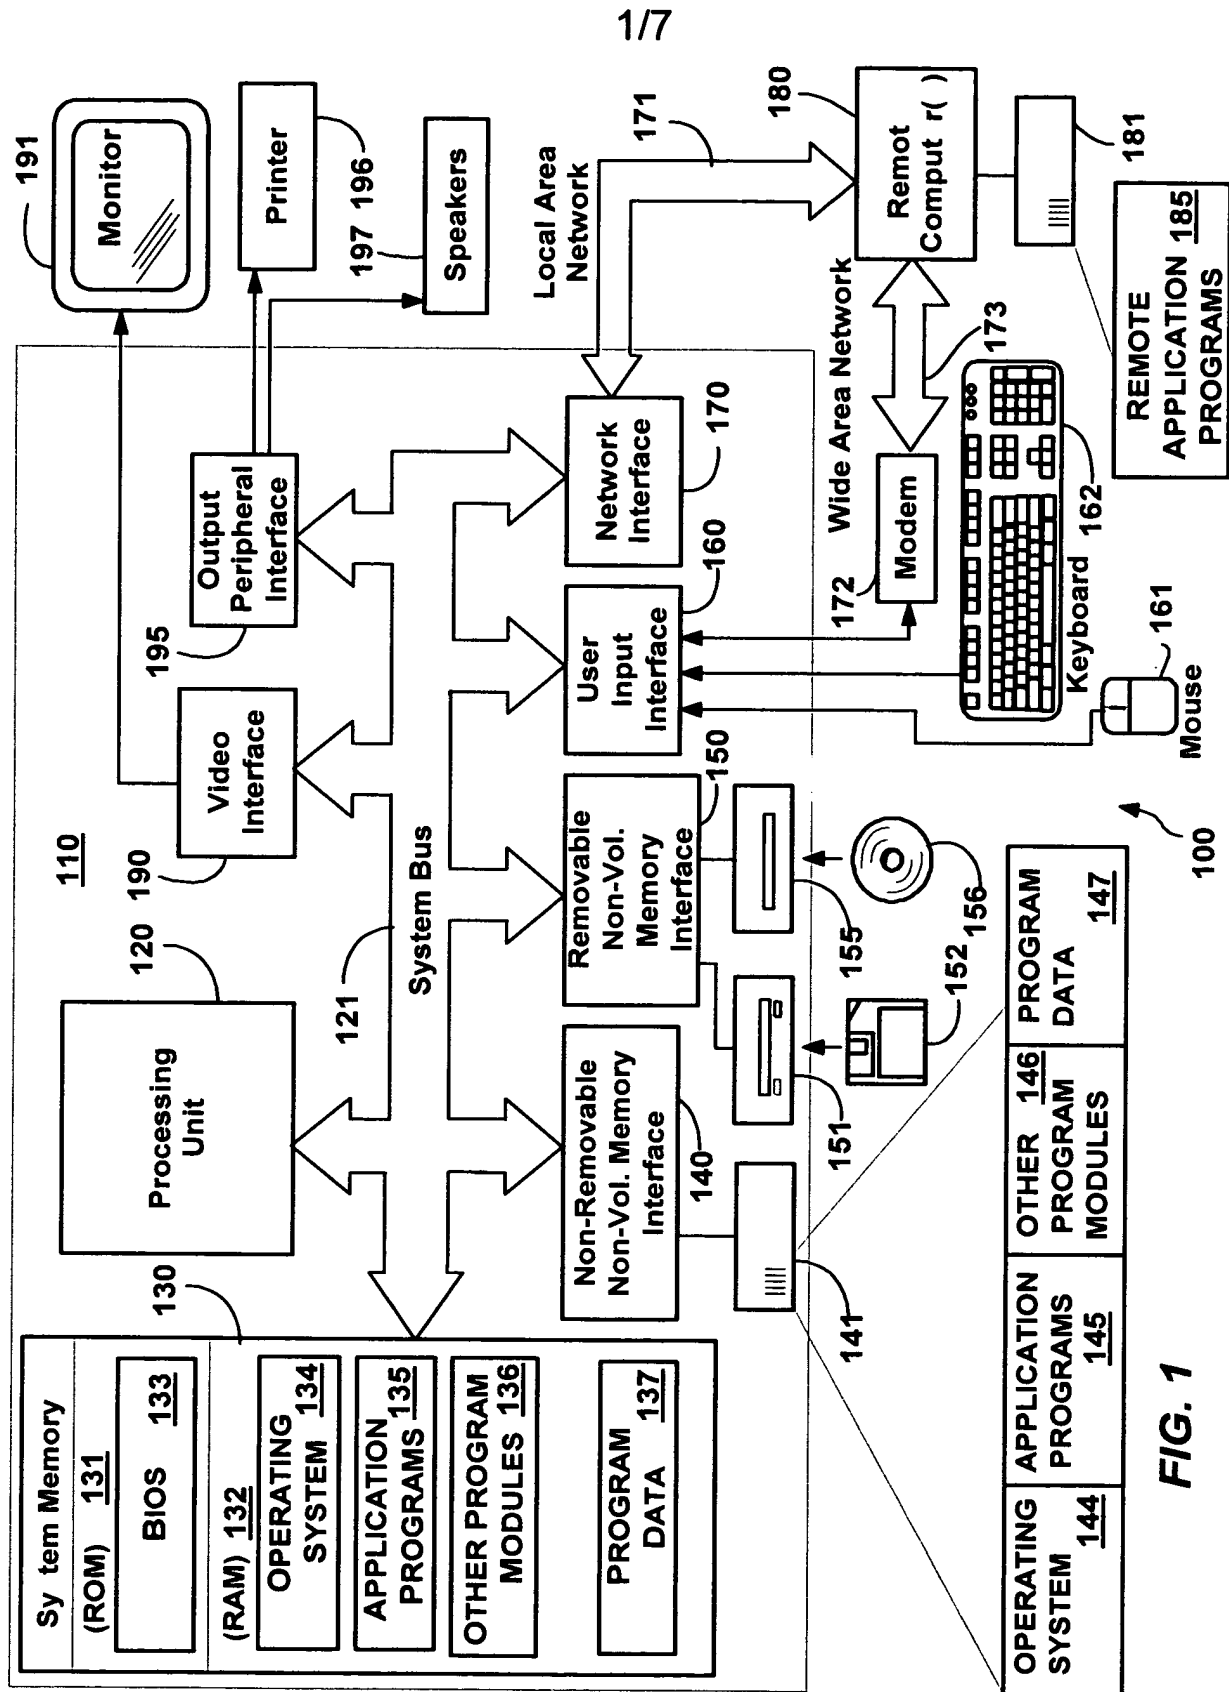 1/7
Sy tem Memory
(ROM) 131
BIOS 133
(RAM) 132
OPERATING
SYSTEM 134
APPLICATION
PROGRAMS 135
OTHER PROGRAM
MODULES 136
PROGRAM
DATA 137
130
Processing
Unit
120
110
121
System Bus
Video
Interface
190
Output
Peripheral
Interface
195
Monitor
191
Printer
196
Speakers
197
Non-Removable
Non-Vol. Memory
Interface
140
Removable
Non-Vol.
Memory
Interface
150
User
Input
Interface
160
Network
Interface
170
Local Area
Network
171
Wide Area Network
173
Modem
172
Remot
Comput r( )
180
181
REMOTE
APPLICATION 185
PROGRAMS
Keyboard
162
Mouse
161
141
151
152
155
156
OPERATING
SYSTEM 144
APPLICATION
PROGRAMS 145
OTHER 146
PROGRAM
MODULES
PROGRAM
DATA 147
100
FIG. 1